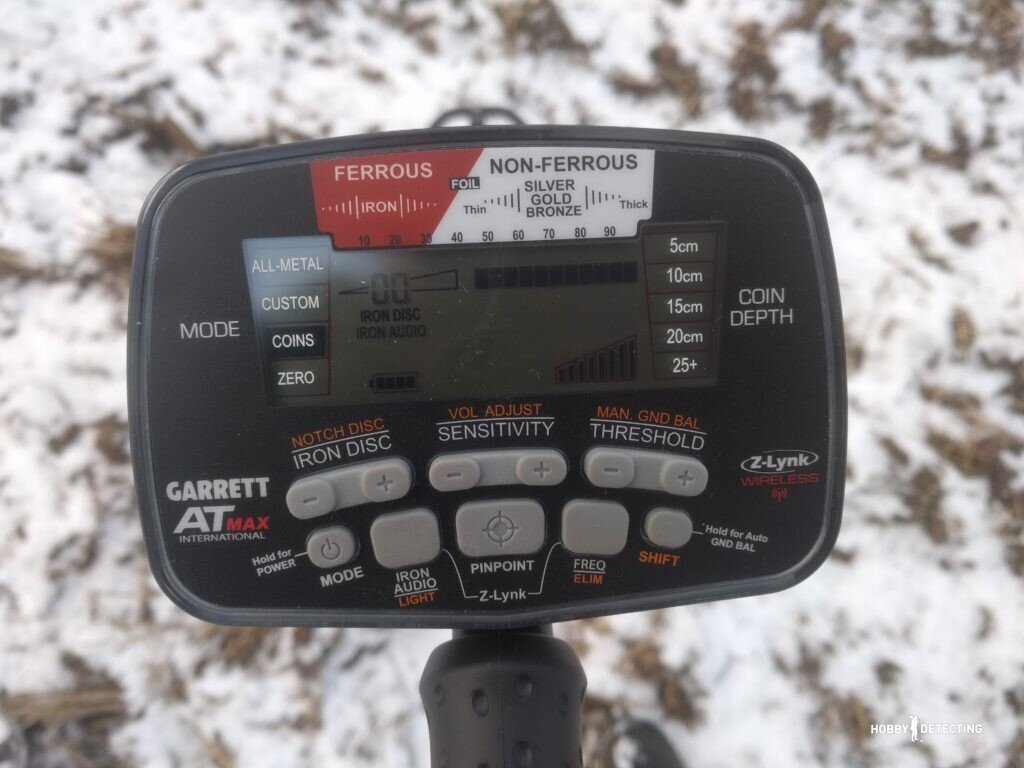 FERROUS
NON-FERROUS
FOIL
IRON
SILVER
GOLD
BRONZE
Thin
Thick
10 20 30 40 50 60 70 80 90
ALL-METAL
CUSTOM
COINS
ZERO
MODE
00
IRON DISC
IRON AUDIO
5cm
10cm
15cm
20cm
25+
COIN
DEPTH
NOTCH DISC
IRON DISC
VOL ADJUST
SENSITIVITY
MAN. GND BAL
THRESHOLD
- +
- +
- +
GARRETT
AT MAX
INTERNATIONAL
Z-Lynk
WIRELESS
Hold for
POWER
MODE
IRON
AUDIO
LIGHT
PINPOINT
Z-Lynk
FREQ
ELIM
SHIFT
Hold for Auto
GND BAL
HOBBY DETECTING